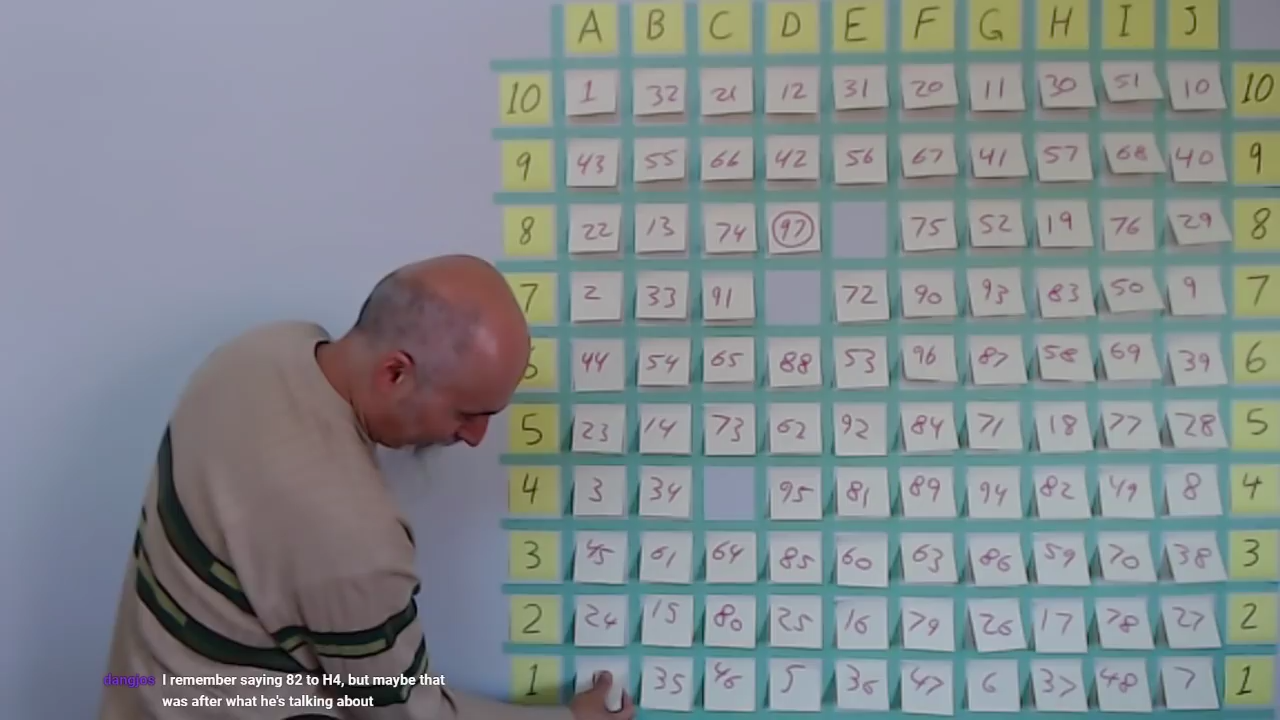 A B C D E F G H I J
10 1 32 21 12 31 20 11 30 51 10 10
9 43 55 66 42 56 67 41 57 68 40 9
8 22 13 74 97 75 52 19 76 29 8
7 2 33 91 72 90 93 83 50 9 7
6 44 54 65 88 53 96 87 58 69 39 6
5 23 14 73 62 92 84 71 18 77 28 5
4 3 34 95 81 89 94 82 49 8 4
3 45 61 64 85 60 63 86 59 70 38 3
2 24 15 80 25 16 79 26 17 78 27 2
1 35 46 5 36 47 6 37 48 7 1
dangjos I remember saying 82 to H4, but maybe that
was after what he's talking about